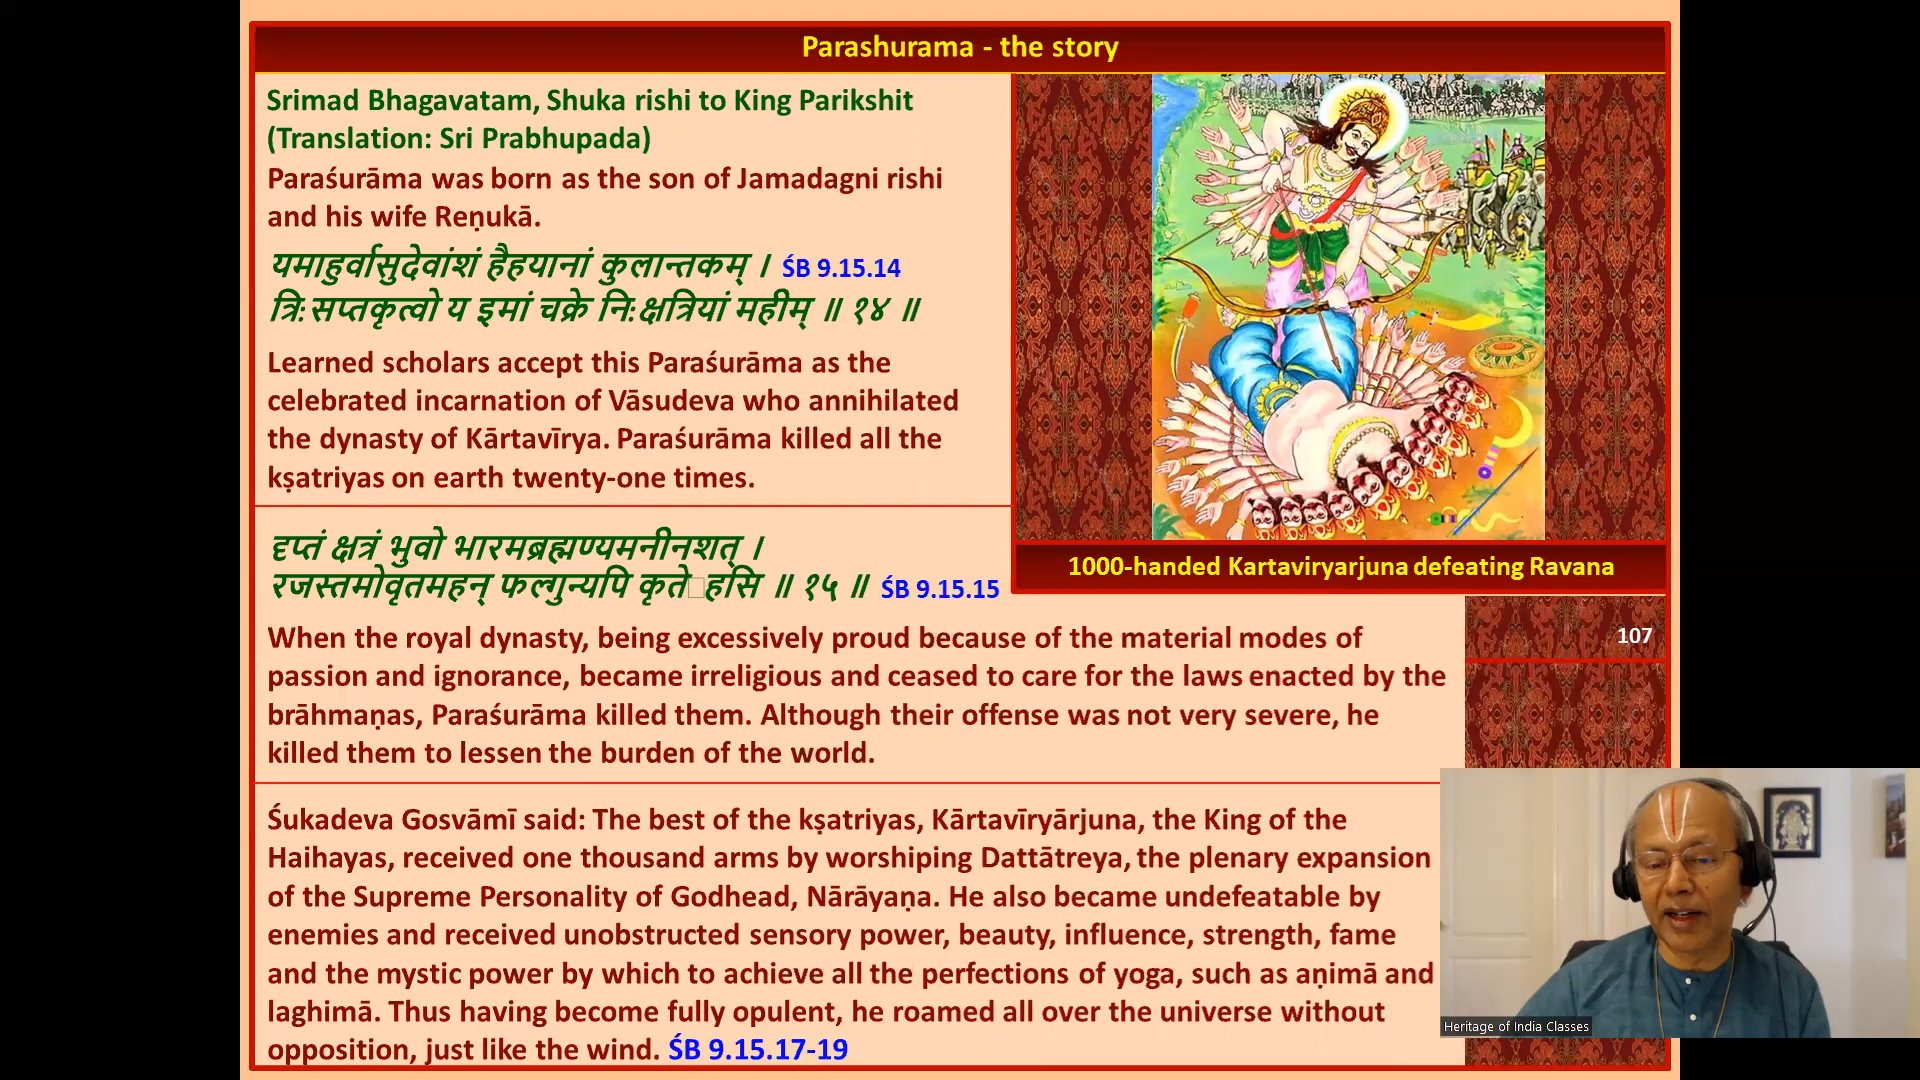 Parashurama - the story
Srimad Bhagavatam, Shuka rishi to King Parikshit
(Translation: Sri Prabhupada)
Paraśurāma was born as the son of Jamadagni rishi
and his wife Reṇukā.
यमाहुर्वासुदेवांशं हैहयानां कुलान्तकम् । ŚB 9.15.14
त्रि:सप्तकृत्वो य इमां चक्रे नि:क्षत्रियां महीम् ॥ १४ ॥
Learned scholars accept this Paraśurāma as the
celebrated incarnation of Vāsudeva who annihilated
the dynasty of Kārtavīrya. Paraśurāma killed all the
kṣatriyas on earth twenty-one times.
दृप्तं क्षत्रं भुवो भारमब्रह्मण्यमनीनशत् ।
रजस्तमोवृतमहन् फल्गुन्यपि कृते□हसि ॥ १५ ॥ ŚB 9.15.15
When the royal dynasty, being excessively proud because of the material modes of
passion and ignorance, became irreligious and ceased to care for the laws enacted by the
brāhmaṇas, Paraśurāma killed them. Although their offense was not very severe, he
killed them to lessen the burden of the world.
Śukadeva Gosvāmī said: The best of the kṣatriyas, Kārtavīryārjuna, the King of the
Haihayas, received one thousand arms by worshiping Dattātreya, the plenary expansion
of the Supreme Personality of Godhead, Nārāyaṇa. He also became undefeatable by
enemies and received unobstructed sensory power, beauty, influence, strength, fame
and the mystic power by which to achieve all the perfections of yoga, such as aṇimā and
laghimā. Thus having become fully opulent, he roamed all over the universe without
opposition, just like the wind. ŚB 9.15.17-19
1000-handed Kartaviryarjuna defeating Ravana
107
Heritage of India Classes